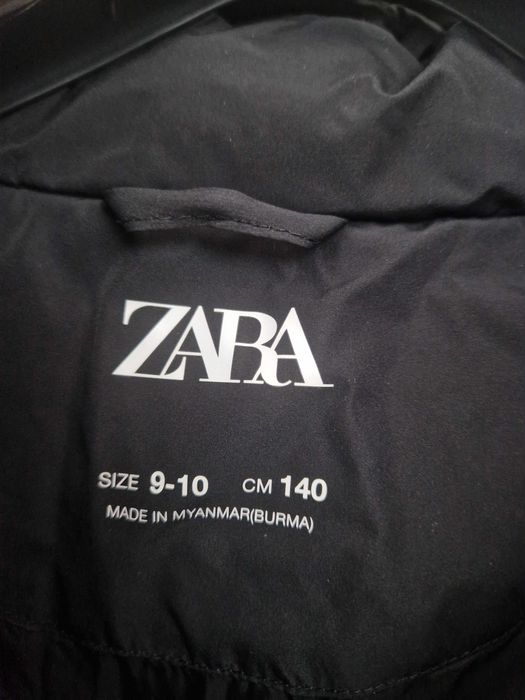 ZARA
SIZE 9-10 CM 140
MADE IN MYANMAR(BURMA)